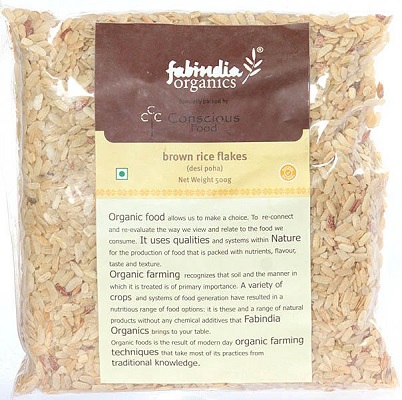 fabindia®
organics
specially packed by
CCC Conscious
Food
brown rice flakes
(desi poha)
Net Weight 500g
Organic food allows us to make a choice. To re-connect
and re-evaluate the way we view and relate to the food we
consume. It uses qualities and systems within Nature
for the production of food that is packed with nutrients, flavour,
taste and texture.
Organic farming recognizes that soil and the manner in
which it is treated is of primary importance. A variety of
crops and systems of food generation have resulted in a
nutritious range of food options: it is these and a range of natural
products without any chemical additives that Fabindia
Organics brings to your table.
Organic foods is the result of modern day organic farming
techniques that take most of its practices from
traditional knowledge.